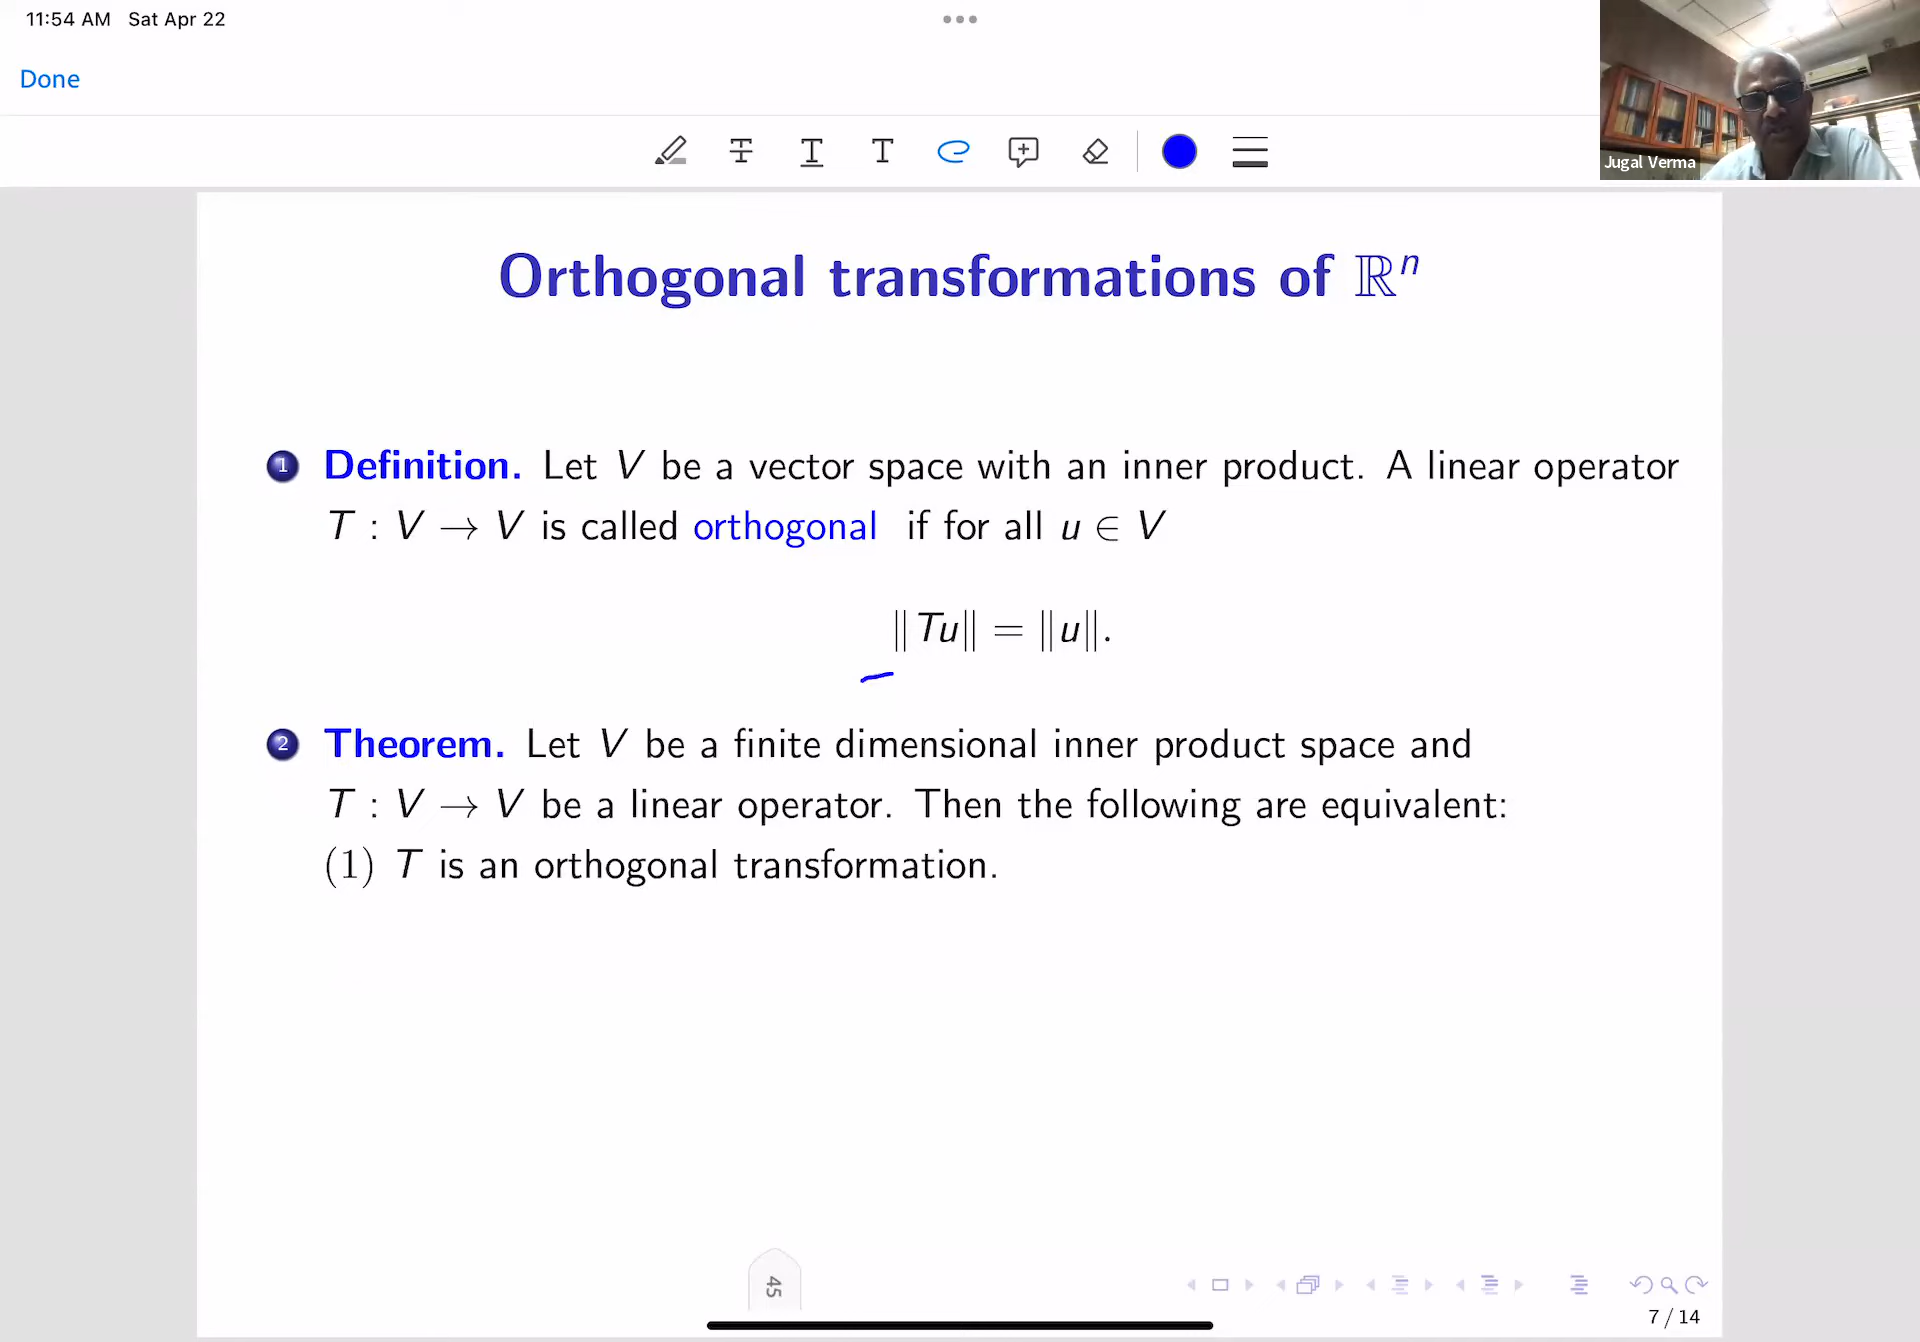 11:54 AM Sat Apr 22
Done
Jugal Verma
Orthogonal transformations of ℝⁿ
1 Definition. Let V be a vector space with an inner product. A linear operator
T : V → V is called orthogonal if for all u ∈ V
‖Tu‖ = ‖u‖.
2 Theorem. Let V be a finite dimensional inner product space and
T : V → V be a linear operator. Then the following are equivalent:
(1) T is an orthogonal transformation.
45
7 / 14